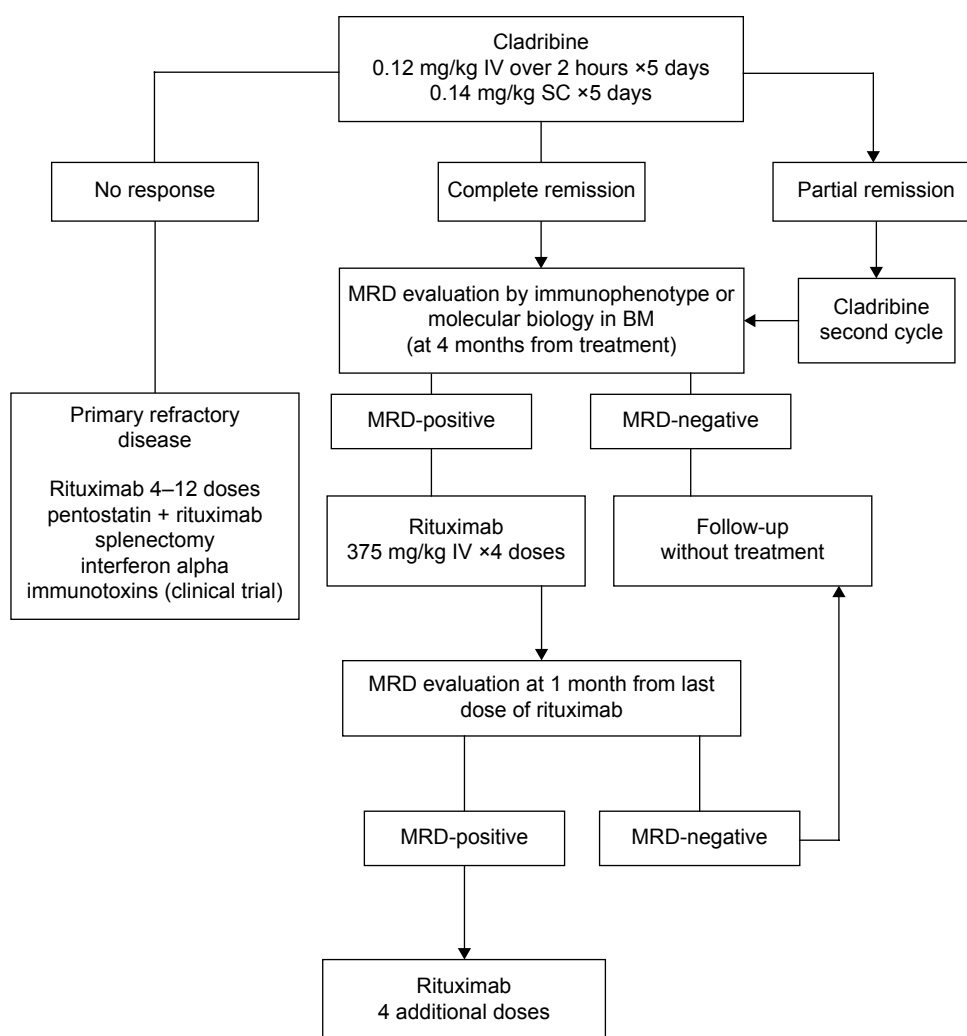 Cladribine
0.12 mg/kg IV over 2 hours ×5 days
0.14 mg/kg SC ×5 days
No response
Complete remission
Partial remission
MRD evaluation by immunophenotype or
molecular biology in BM
(at 4 months from treatment)
Cladribine
second cycle
Primary refractory
disease
Rituximab 4–12 doses
pentostatin + rituximab
splenectomy
interferon alpha
immunotoxins (clinical trial)
MRD-positive
MRD-negative
Rituximab
375 mg/kg IV ×4 doses
Follow-up
without treatment
MRD evaluation at 1 month from last
dose of rituximab
MRD-positive
MRD-negative
Rituximab
4 additional doses